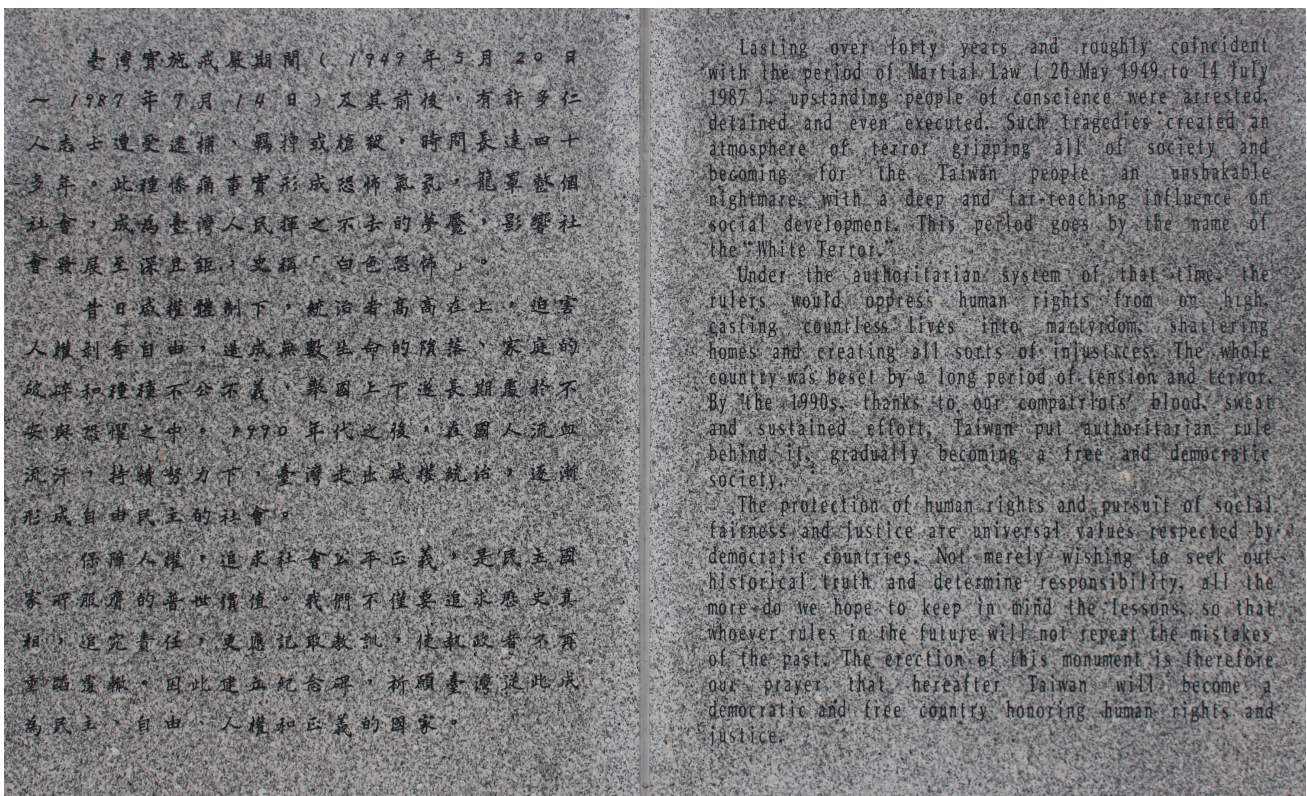 臺灣實施戒嚴期間（1949年5月20日
～1987年7月14日）及其前後，有許多仁
人志士遭受逮捕、羈押或槍殺，時間長達四十
多年。此種慘痛事實形成恐怖氣氛，籠罩整個
社會，成為臺灣人民揮之不去的夢魘，影響社
會發展至深且鉅，史稱「白色恐怖」。
昔日威權體制下，統治者高高在上，迫害
人權剝奪自由，造成無數生命的殞落、家庭的
破碎和種種不公不義，舉國上下遂長期處於不
安與恐懼之中。1990年代之後，在國人流血
流汗，持續努力下，臺灣走出威權統治，逐漸
形成自由民主的社會。
保障人權，追求社會公平正義，是民主國
家所服膺的普世價值。我們不僅要追求歷史真
相，追究責任，更應記取教訓，使執政者不再
重蹈覆轍。因此建立紀念碑，祈願臺灣從此成
為民主、自由、人權和正義的國家。
Lasting over forty years and roughly coincident
with the period of Martial Law ( 20 May 1949 to 14 July
1987 ), upstanding people of conscience were arrested,
detained and even executed. Such tragedies created an
atmosphere of terror gripping all of society and
becoming for the Taiwan people an unshakable
nightmare, with a deep and far-reaching influence on
social development. This period goes by the name of
the “White Terror.”
Under the authoritarian system of that time, the
rulers would oppress human rights from on high,
casting countless lives into martyrdom, shattering
homes and creating all sorts of injustices. The whole
country was beset by a long period of tension and terror.
By the 1990s, thanks to our compatriots’ blood, sweat
and sustained effort, Taiwan put authoritarian rule
behind it, gradually becoming a free and democratic
society.
The protection of human rights and pursuit of social
fairness and justice are universal values respected by
democratic countries. Not merely wishing to seek out
historical truth and determine responsibility, all the
more do we hope to keep in mind the lessons, so that
whoever rules in the future will not repeat the mistakes
of the past. The erection of this monument is therefore
our prayer that hereafter Taiwan will become a
democratic and free country honoring human rights and
justice.